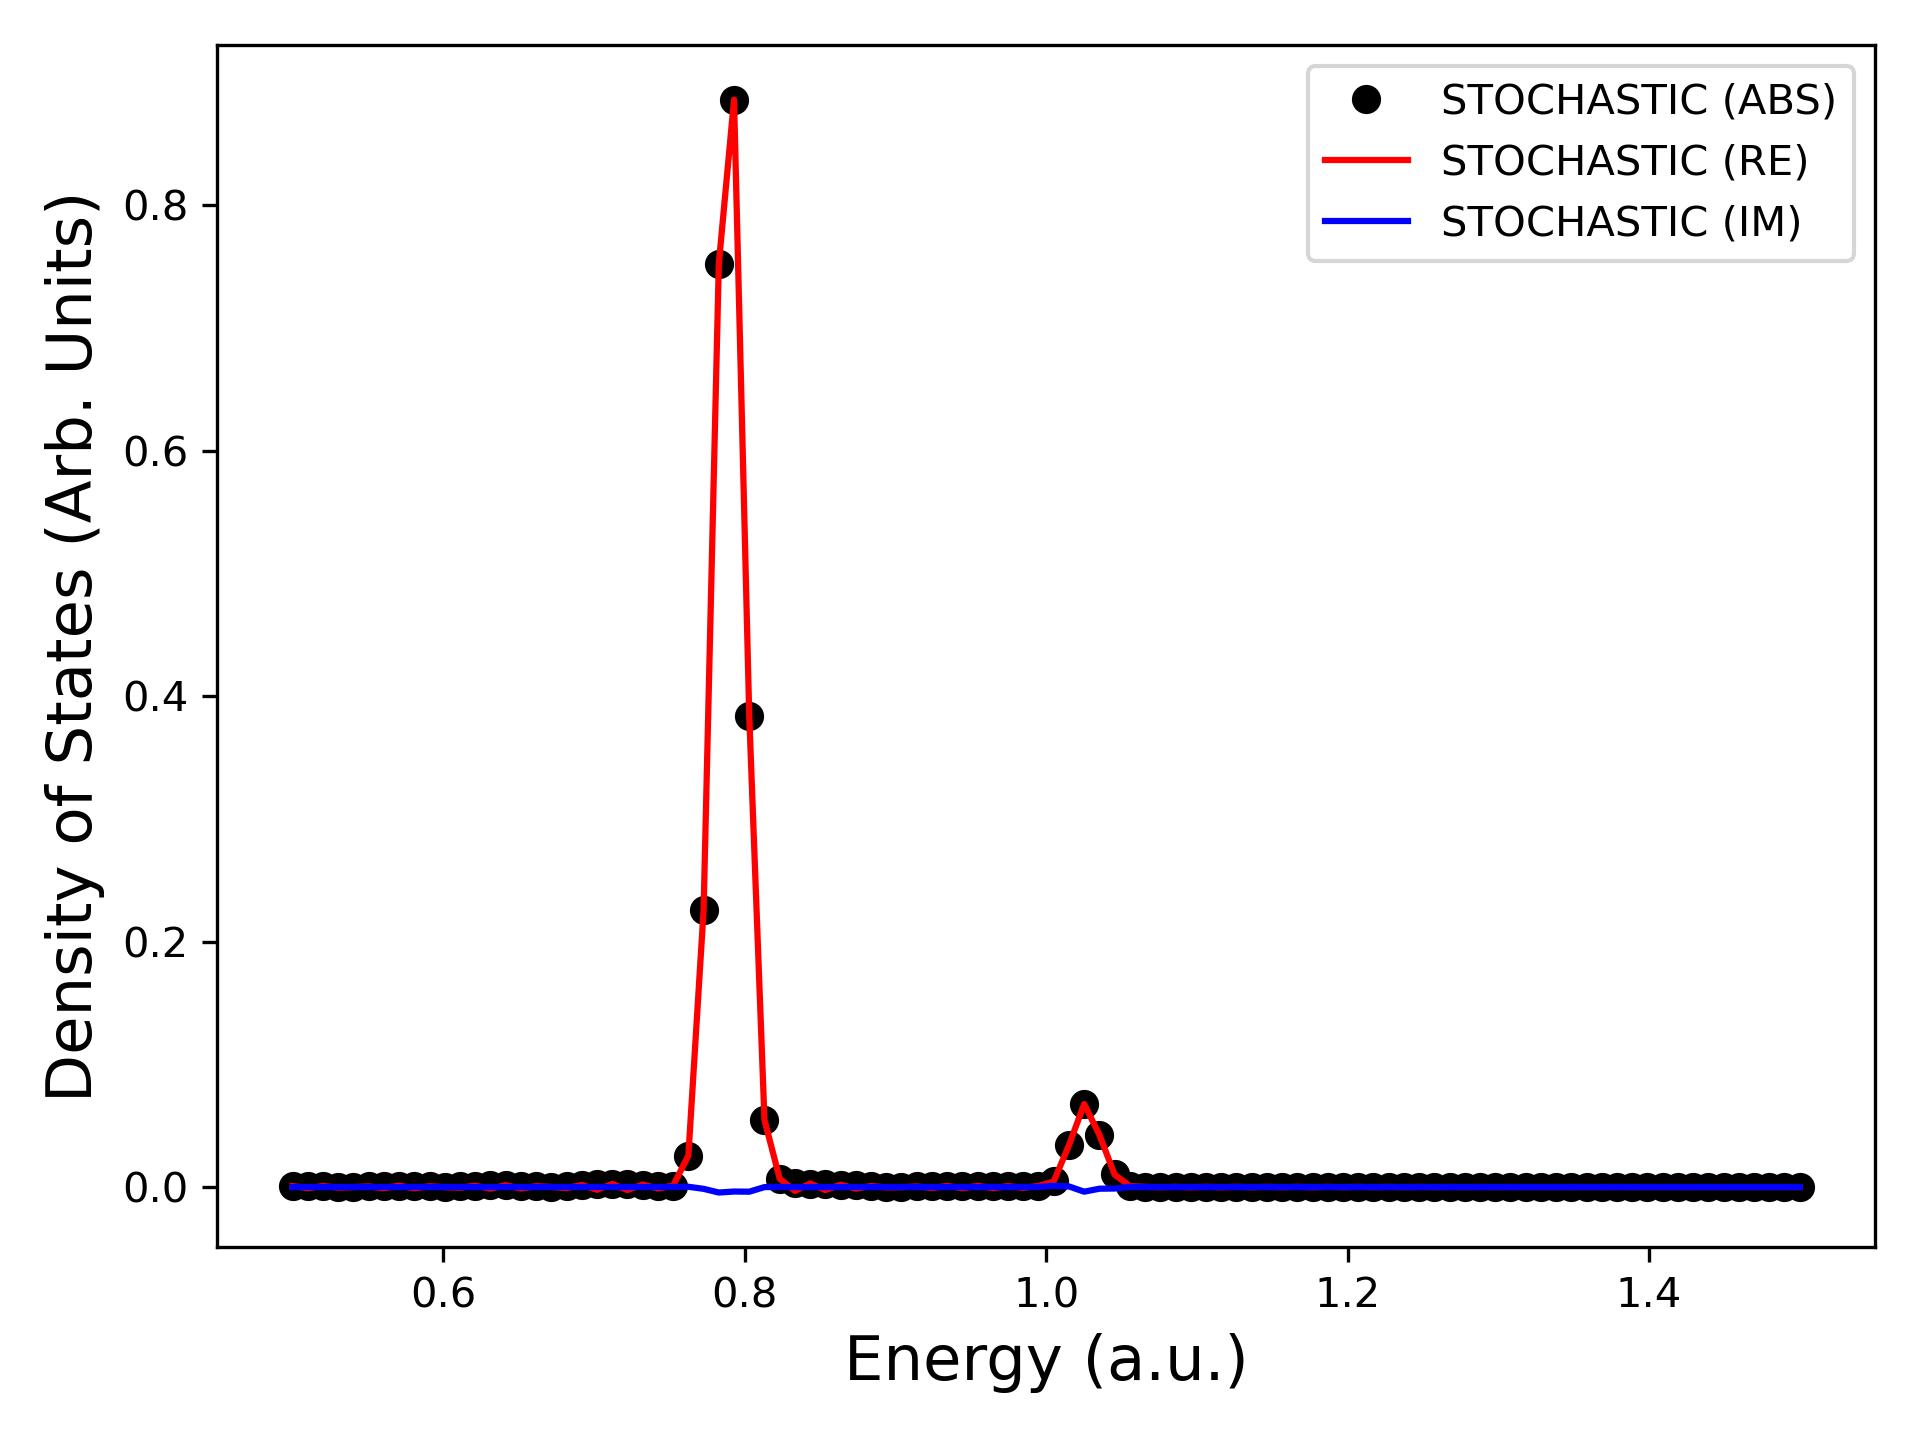 STOCHASTIC (ABS)
STOCHASTIC (RE)
STOCHASTIC (IM)
Density of States (Arb. Units)
0.8
0.6
0.4
0.2
0.0
0.6 0.8 1.0 1.2 1.4
Energy (a.u.)